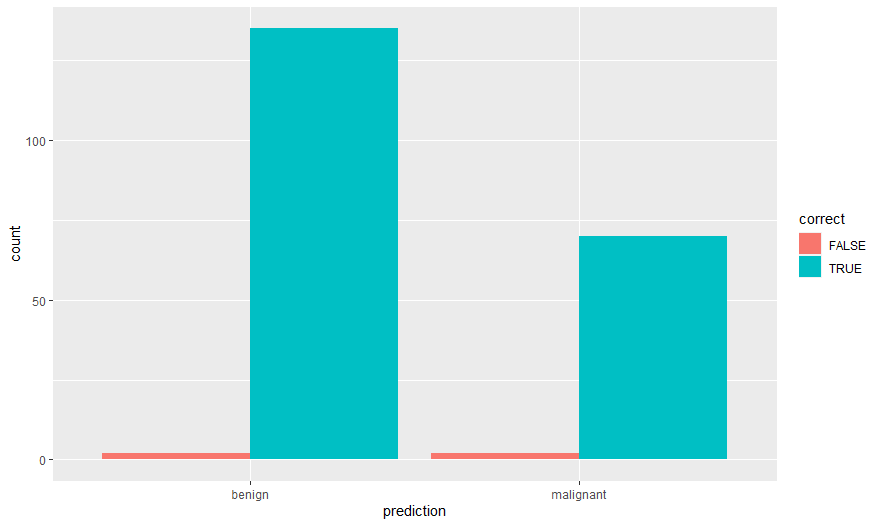 count
100
50
0
benign
malignant
prediction
correct
FALSE
TRUE